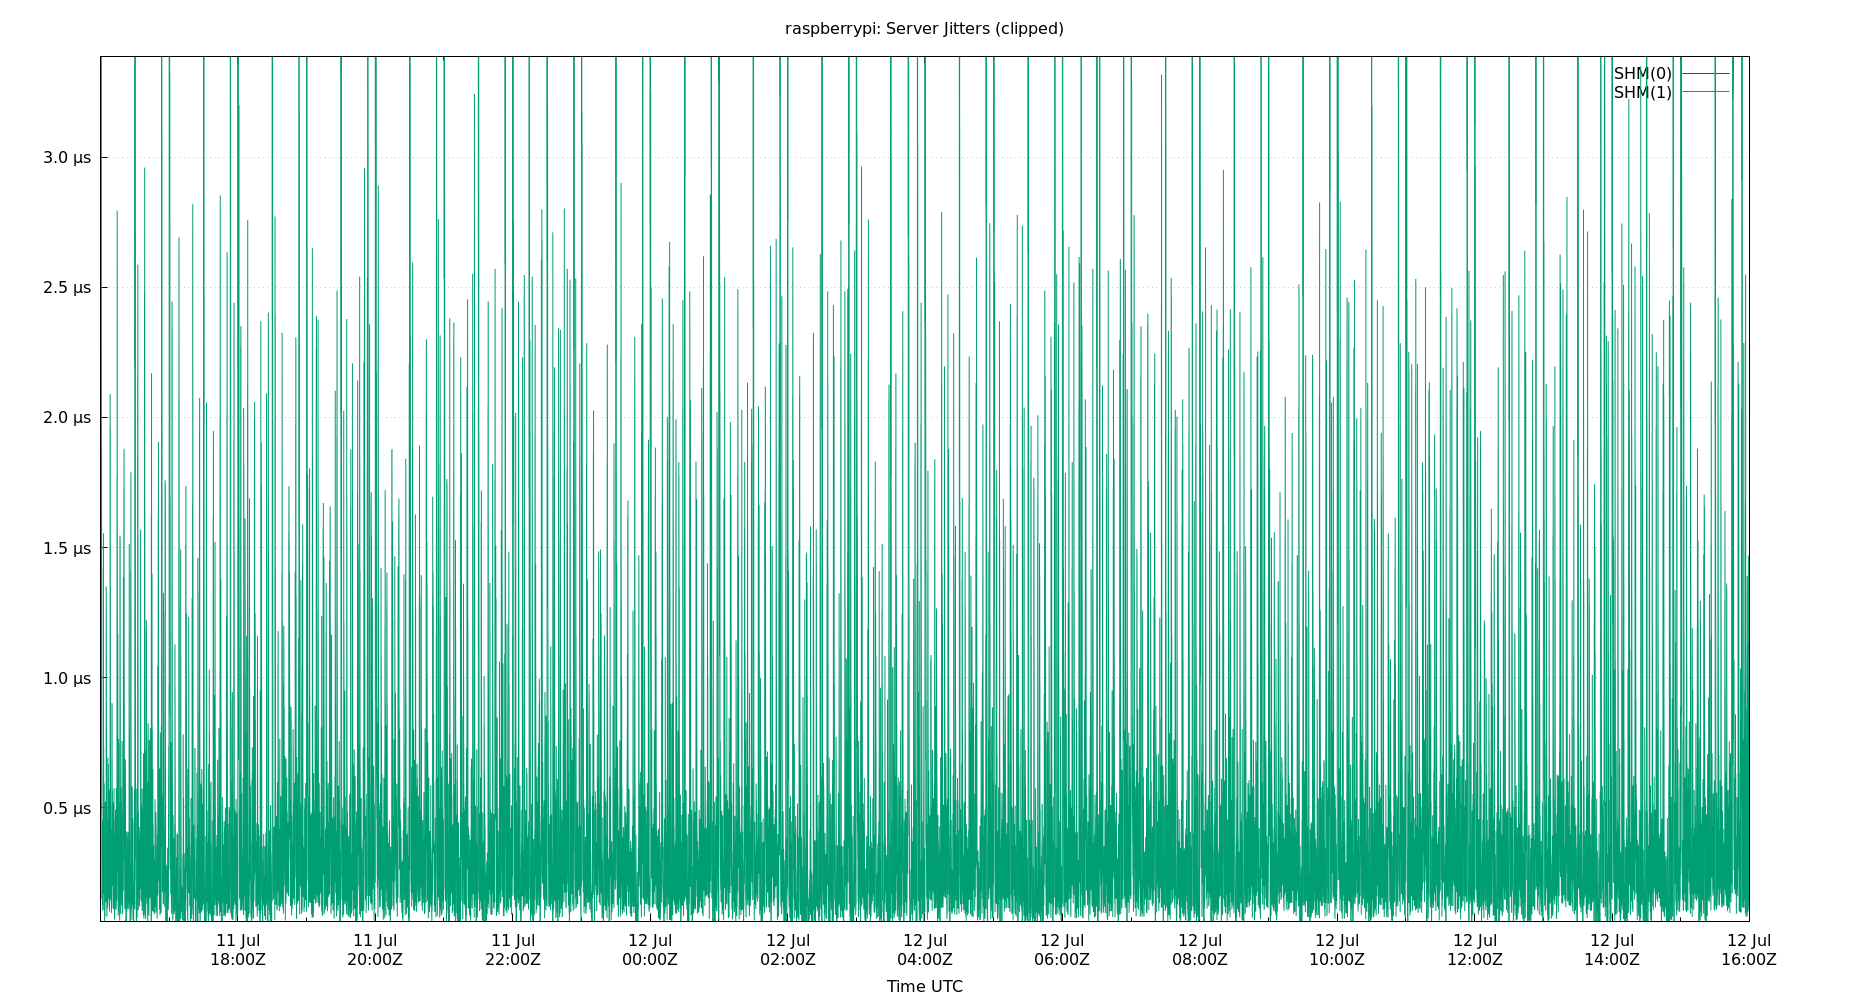 raspberrypi: Server Jitters (clipped)
SHM(0)
SHM(1)
3.0 µs
2.5 µs
2.0 µs
1.5 µs
1.0 µs
0.5 µs
11 Jul 11 Jul 11 Jul 12 Jul 12 Jul 12 Jul 12 Jul 12 Jul 12 Jul 12 Jul 12 Jul 12 Jul
18:00Z 20:00Z 22:00Z 00:00Z 02:00Z 04:00Z 06:00Z 08:00Z 10:00Z 12:00Z 14:00Z 16:00Z
Time UTC